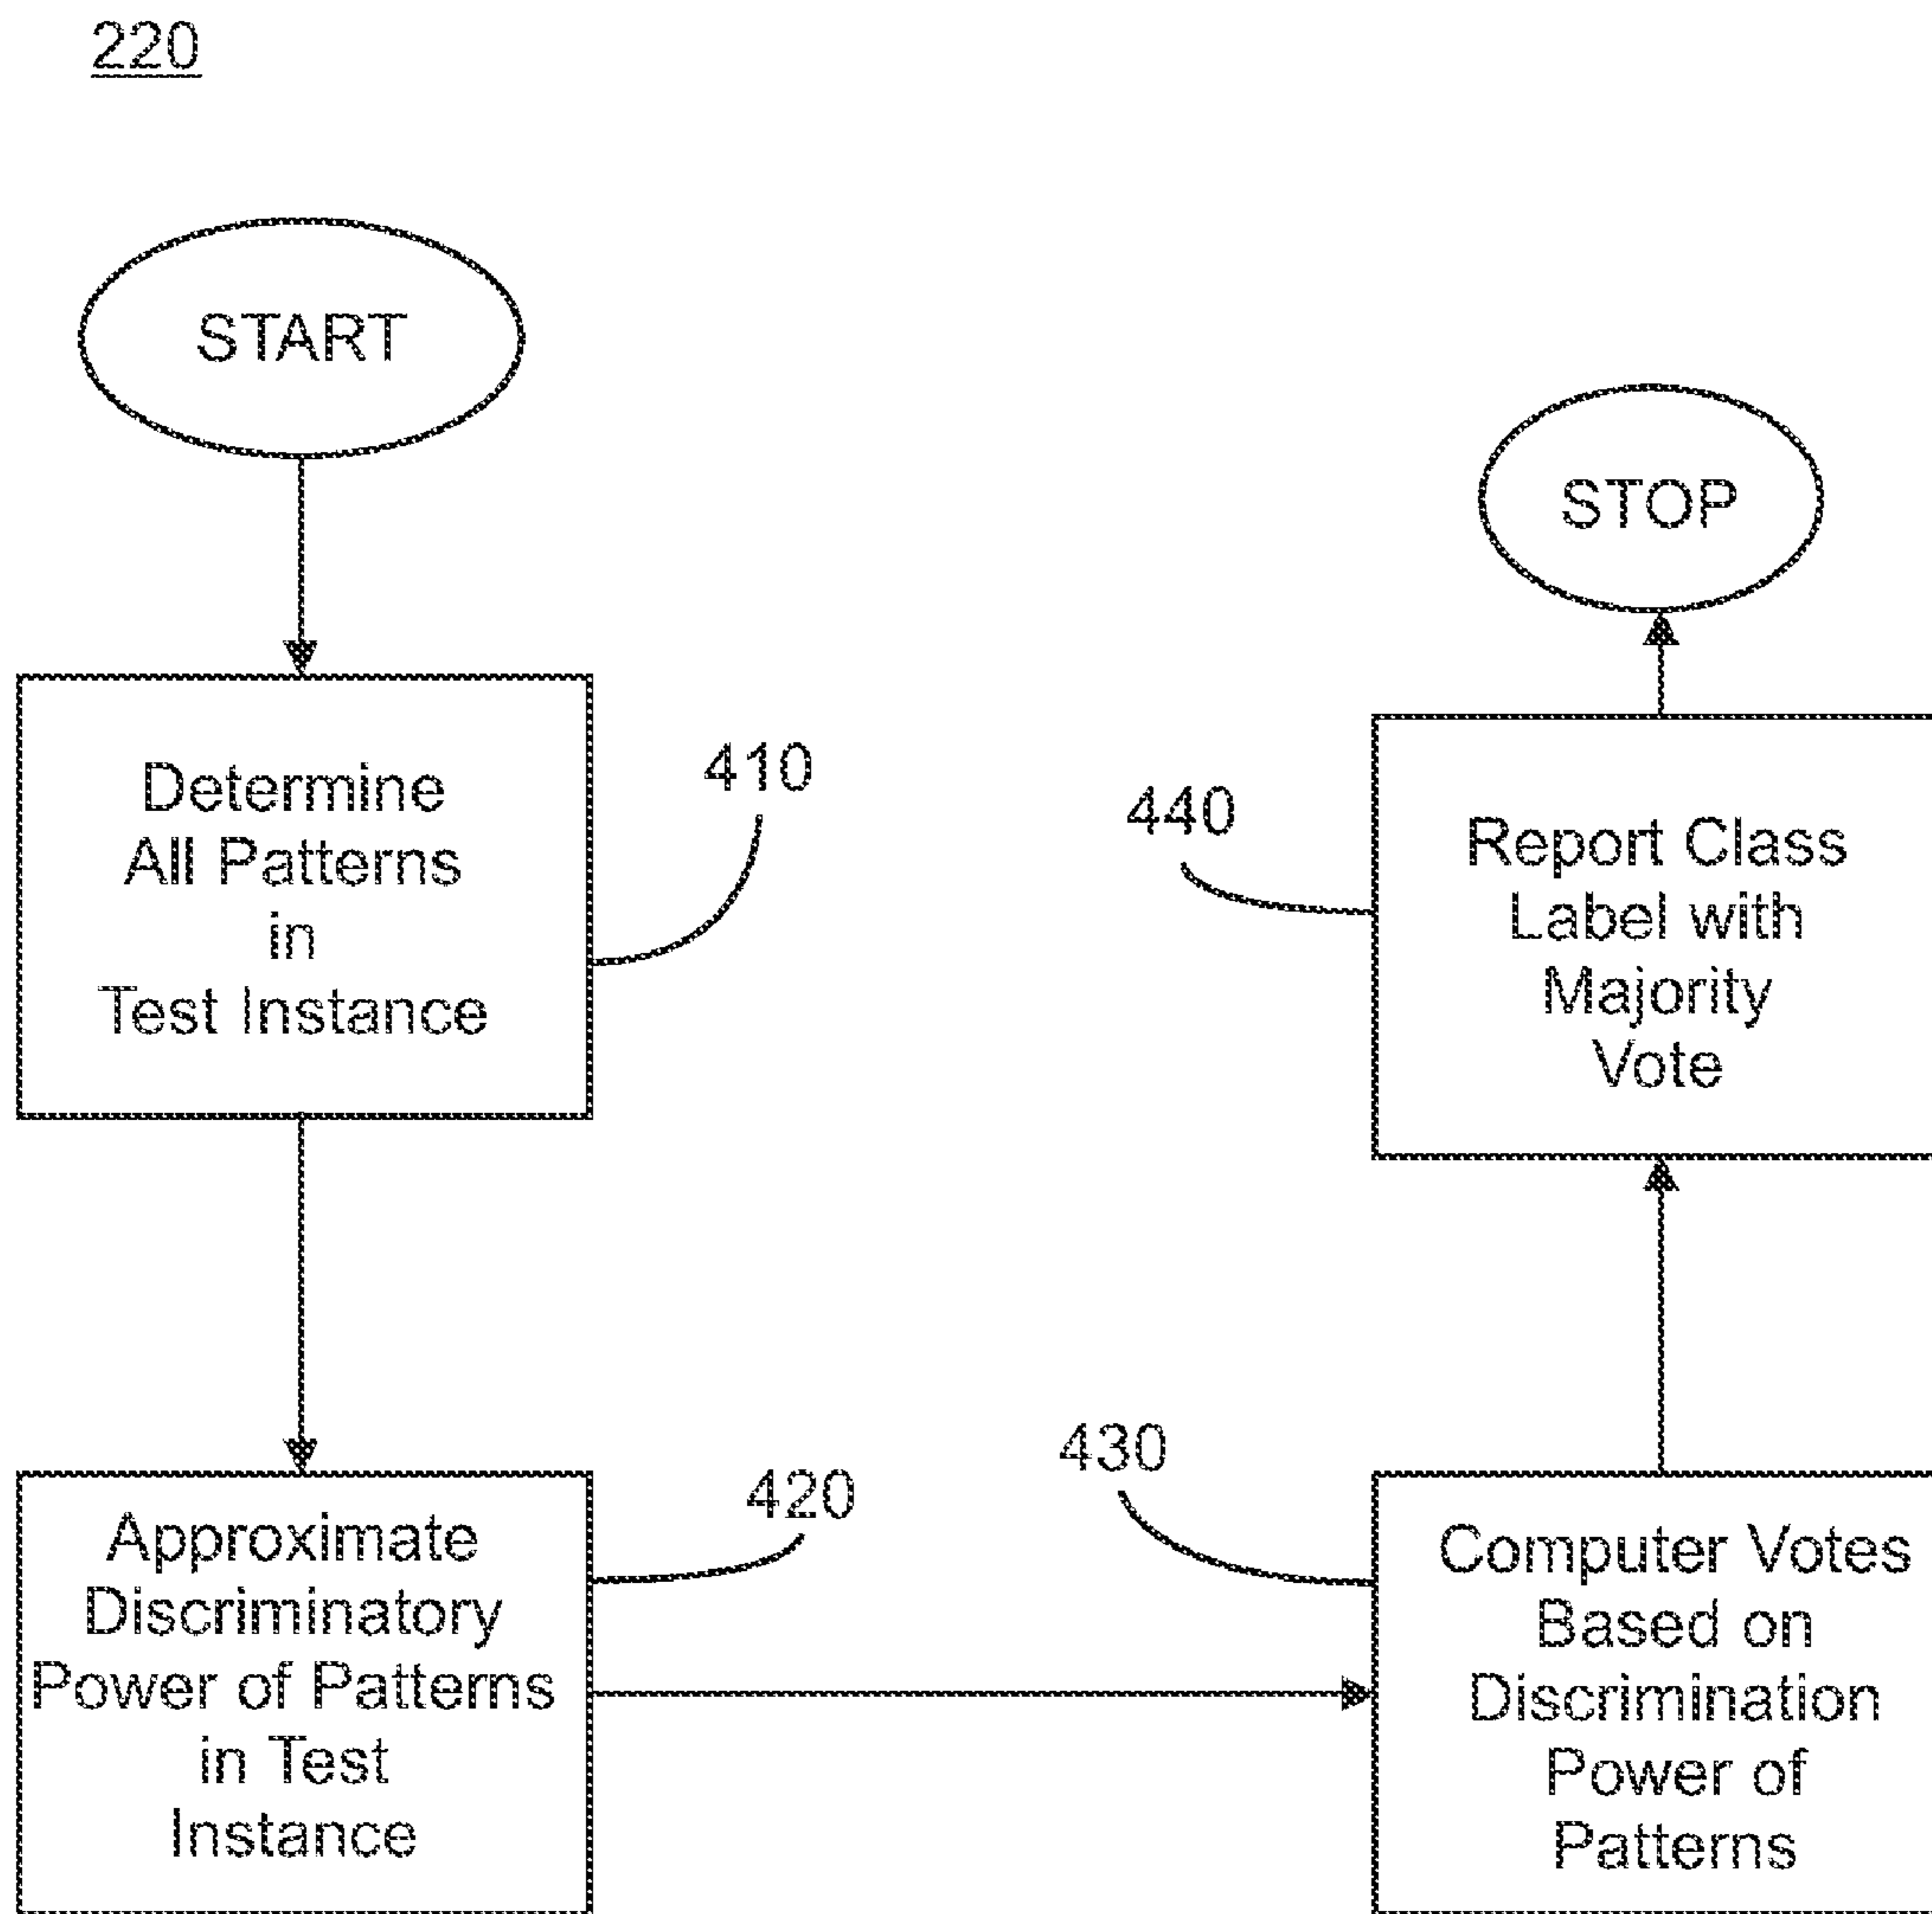 220
START
Determine
All Patterns
in
Test Instance
410
Approximate
Discriminatory
Power of Patterns
in Test
Instance
420
430
Computer Votes
Based on
Discrimination
Power of
Patterns
440
Report Class
Label with
Majority
Vote
STOP